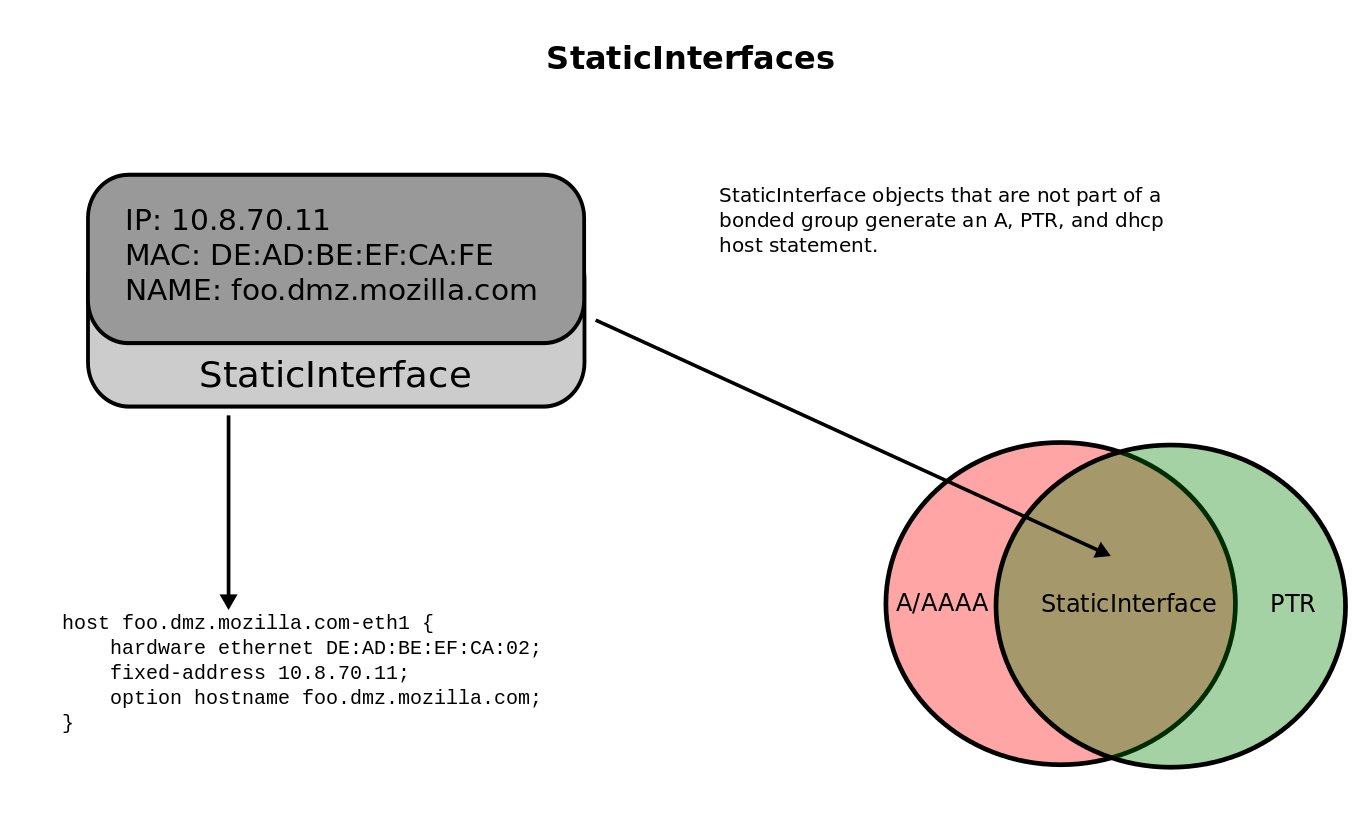 StaticInterfaces
IP: 10.8.70.11
MAC: DE:AD:BE:EF:CA:FE
NAME: foo.dmz.mozilla.com
StaticInterface
StaticInterface objects that are not part of a
bonded group generate an A, PTR, and dhcp
host statement.
host foo.dmz.mozilla.com-eth1 {
    hardware ethernet DE:AD:BE:EF:CA:02;
    fixed-address 10.8.70.11;
    option hostname foo.dmz.mozilla.com;
}
A/AAAA
StaticInterface
PTR